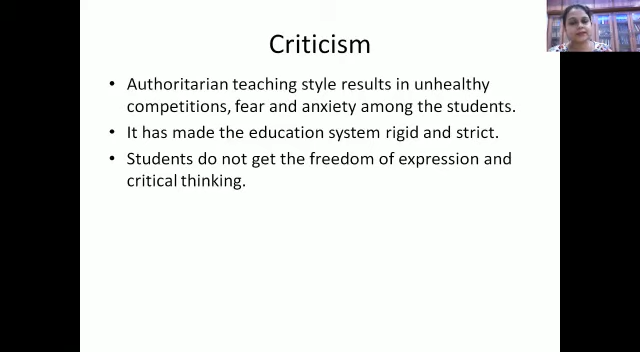 Criticism
• Authoritarian teaching style results in unhealthy
competitions, fear and anxiety among the students.
• It has made the education system rigid and strict.
• Students do not get the freedom of expression and
critical thinking.